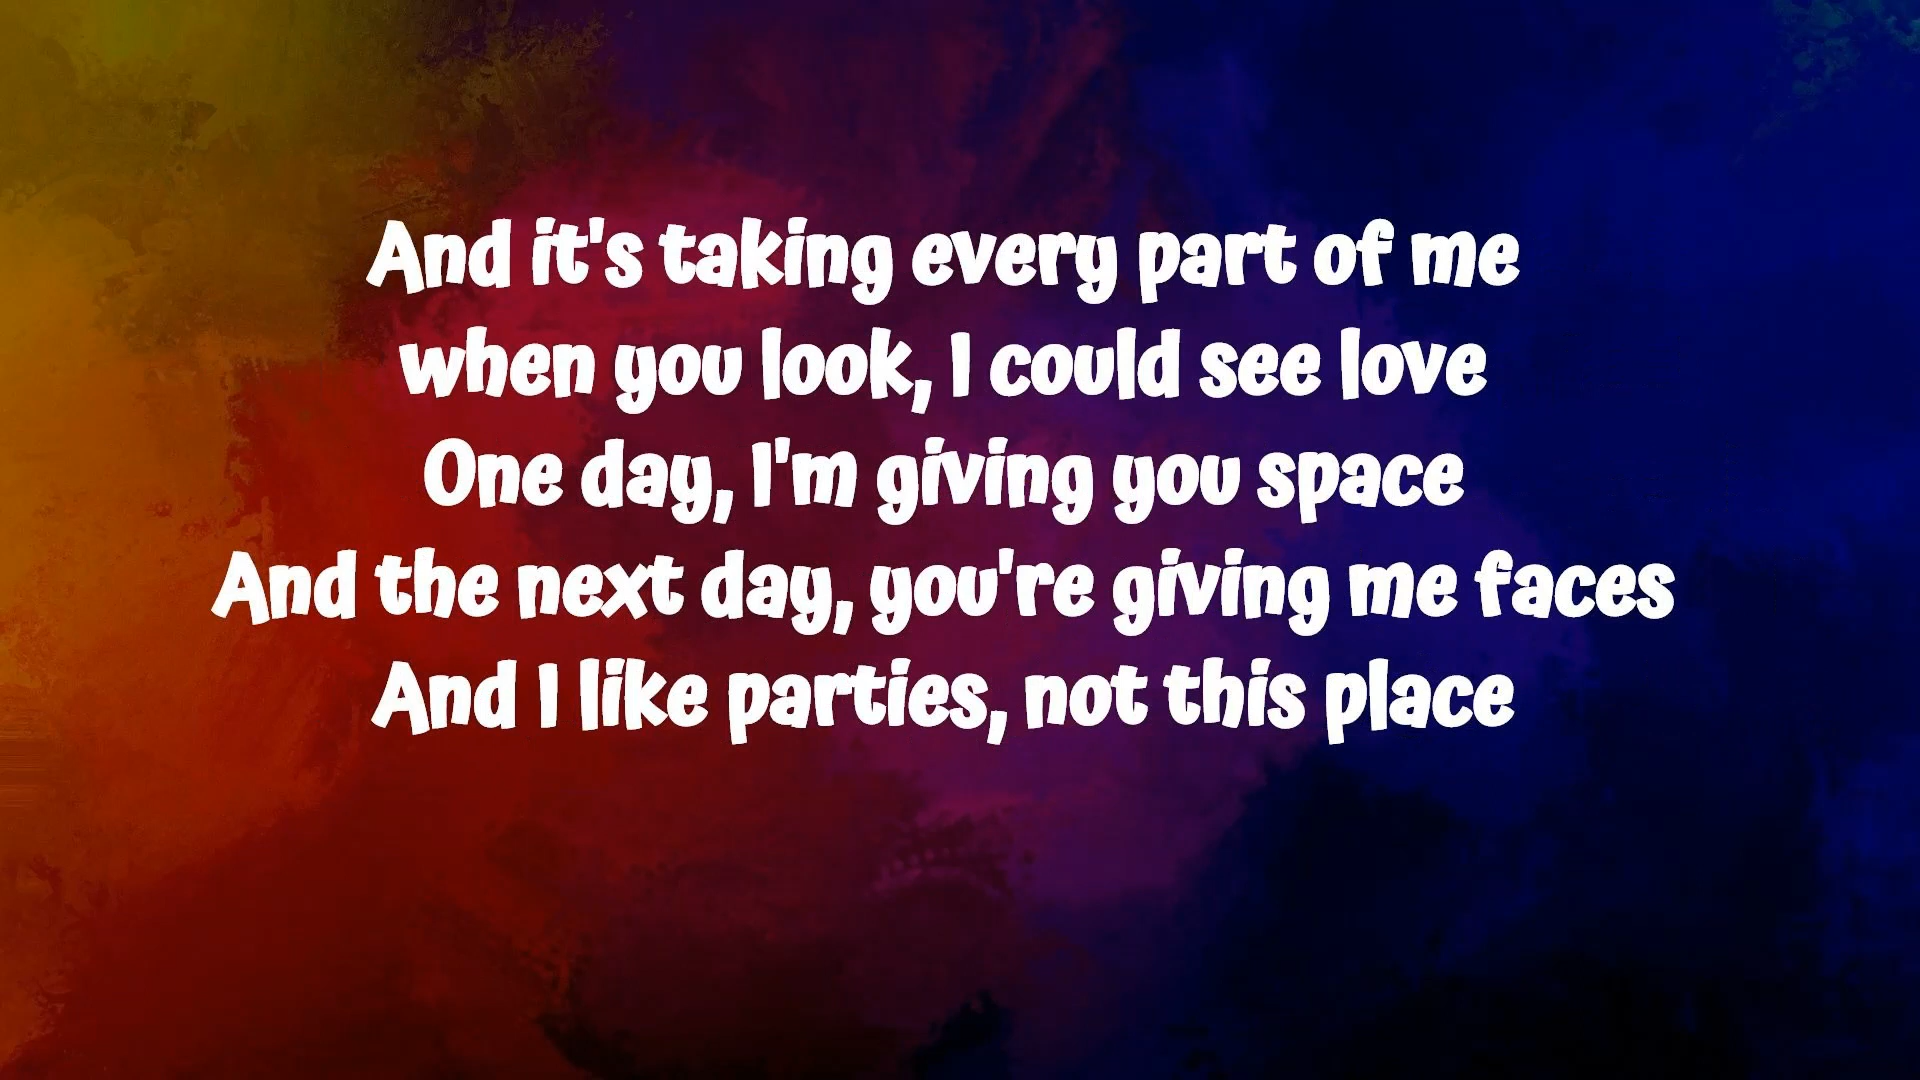 And it's taking every part of me
when you look, I could see love
One day, I'm giving you space
And the next day, you're giving me faces
And I like parties, not this place